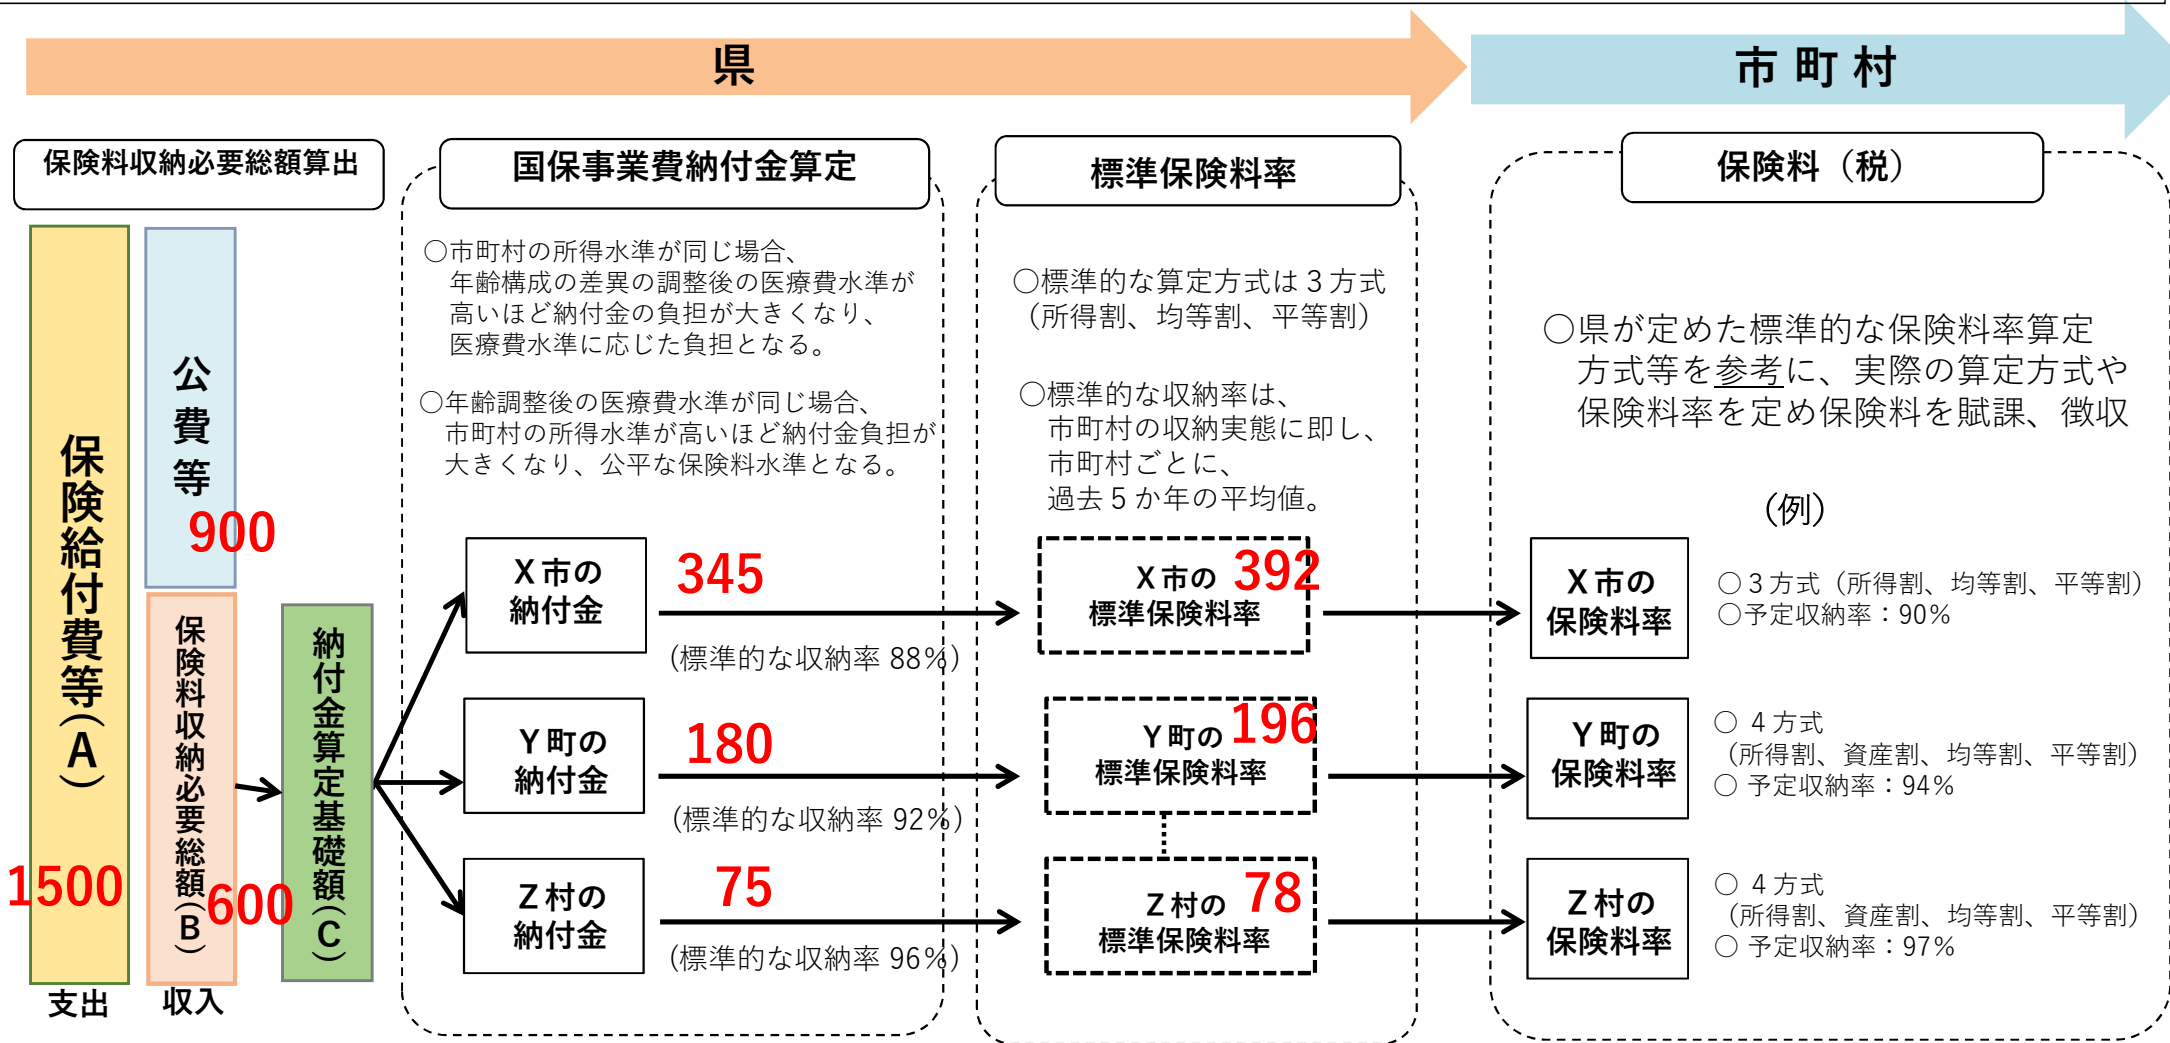 県
市町村
保険料収納必要総額算出
保険給付費等(A)
1500
支出
公費等
900
保険料収納必要総額(B)
600
収入
納付金算定基礎額(C)
国保事業費納付金算定
○市町村の所得水準が同じ場合、
年齢構成の差異の調整後の医療費水準が
高いほど納付金の負担が大きくなり、
医療費水準に応じた負担となる。
○年齢調整後の医療費水準が同じ場合、
市町村の所得水準が高いほど納付金負担が
大きくなり、公平な保険料水準となる。
X市の
納付金
345
(標準的な収納率 88%)
Y町の
納付金
180
(標準的な収納率 92%)
Z村の
納付金
75
(標準的な収納率 96%)
標準保険料率
○標準的な算定方式は3方式
(所得割、均等割、平等割)
○標準的な収納率は、
市町村の収納実態に即し、
市町村ごとに、
過去5か年の平均値。
X市の 392
標準保険料率
Y町の 196
標準保険料率
Z村の 78
標準保険料率
保険料(税)
○県が定めた標準的な保険料率算定
方式等を参考に、実際の算定方式や
保険料率を定め保険料を賦課、徴収
(例)
X市の
保険料率
○3方式(所得割、均等割、平等割)
○予定収納率：90%
Y町の
保険料率
○ 4方式
(所得割、資産割、均等割、平等割)
○ 予定収納率：94%
Z村の
保険料率
○ 4方式
(所得割、資産割、均等割、平等割)
○ 予定収納率：97%